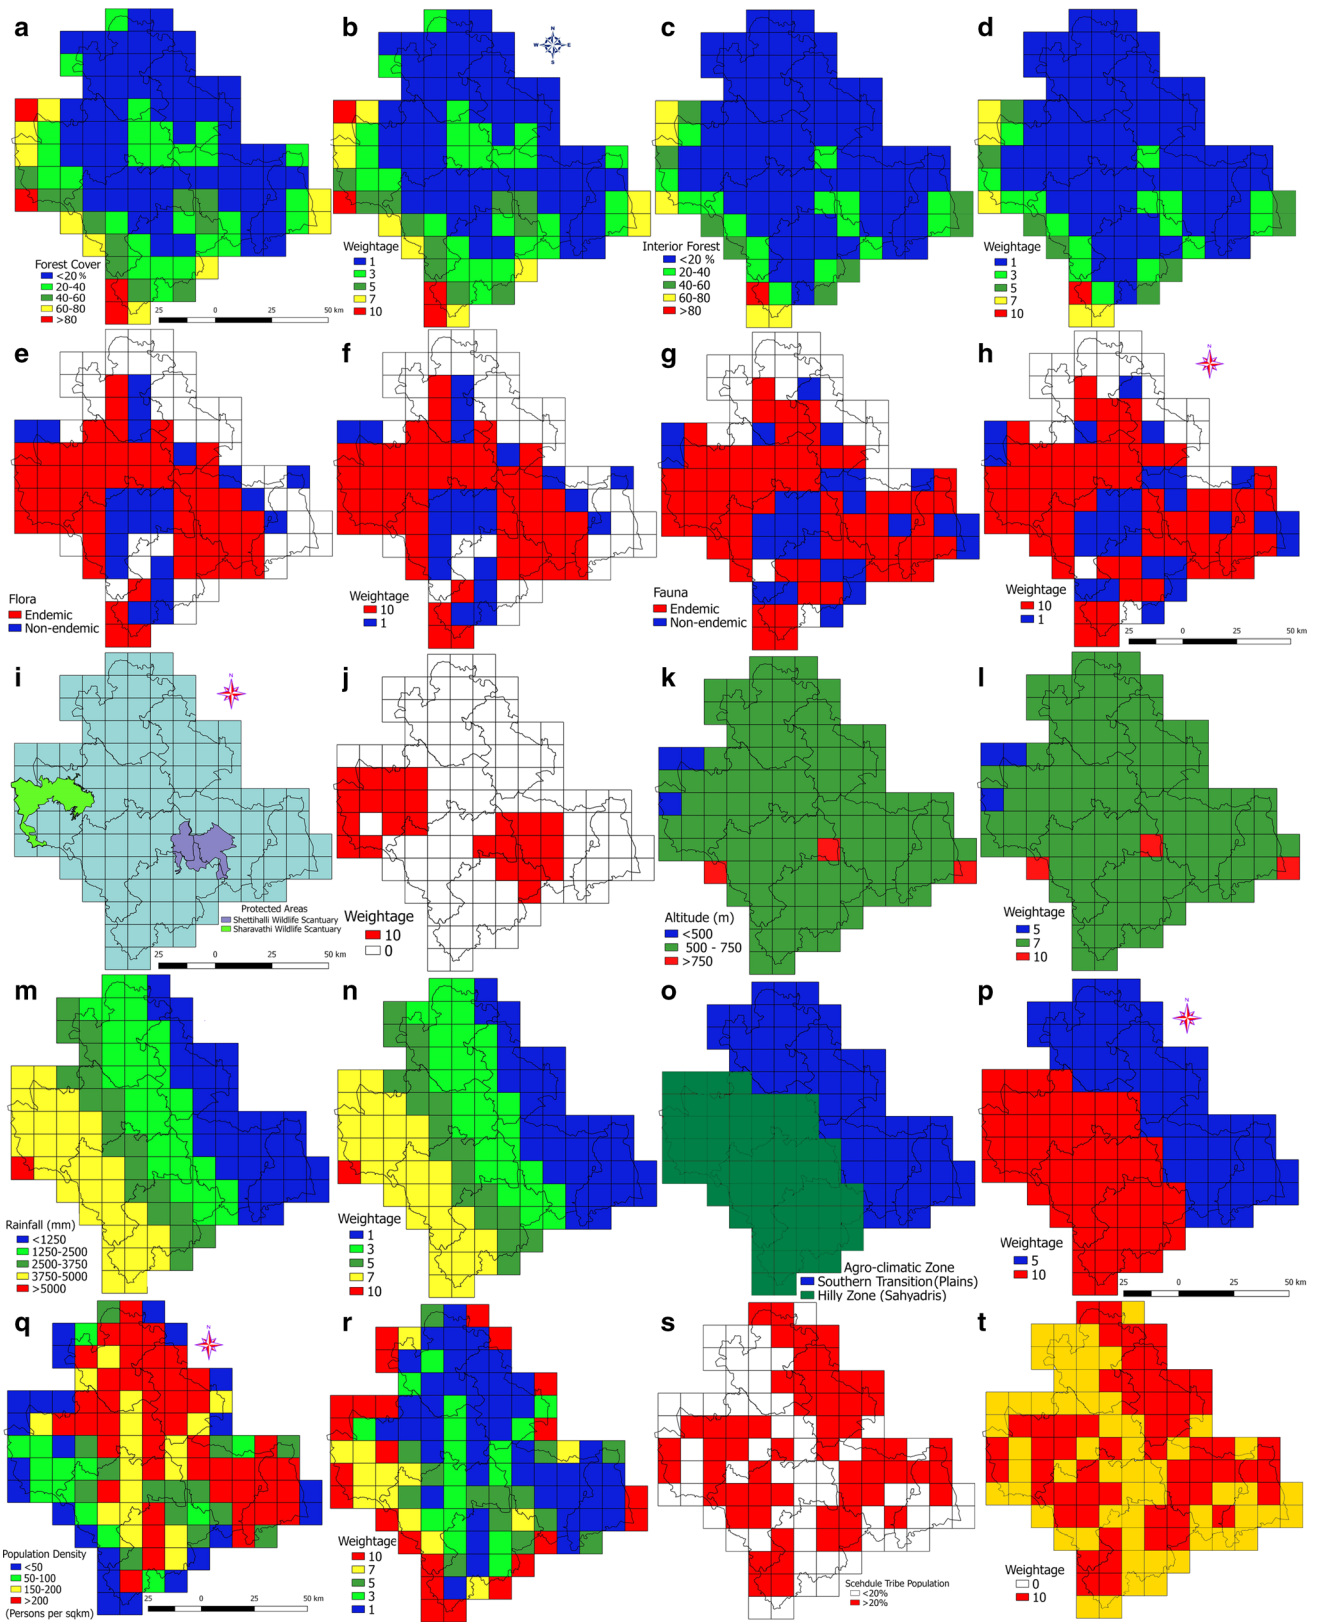 a
b
N
W E
S
c
d
Forest Cover
<20 %
20-40
40-60
60-80
>80
25 0 25 50 km
Weightage
1
3
5
7
10
Interior Forest
<20 %
20-40
40-60
60-80
>80
Weightage
1
3
5
7
10
e
f
g
h
N
Flora
Endemic
Non-endemic
Weightage
10
1
Fauna
Endemic
Non-endemic
Weightage
10
1
25 0 25 50 km
i
N
j
k
l
Protected Areas
Shettihalli Wildlife Scantuary
Sharavathi Wildlife Scantuary
25 0 25 50 km
Weightage
10
0
Altitude (m)
<500
500 - 750
>750
Weightage
5
7
10
m
n
o
p
N
Rainfall (mm)
<1250
1250-2500
2500-3750
3750-5000
>5000
Weightage
1
3
5
7
10
Agro-climatic Zone
Southern Transition(Plains)
Hilly Zone (Sahyadris)
Weightage
5
10
25 0 25 50 km
q
N
r
s
t
Population Density
<50
50-100
150-200
>200
(Persons per sqkm)
25 0 25 50 km
Weightage
10
7
5
3
1
Scehdule Tribe Population
<20%
>20%
Weightage
0
10